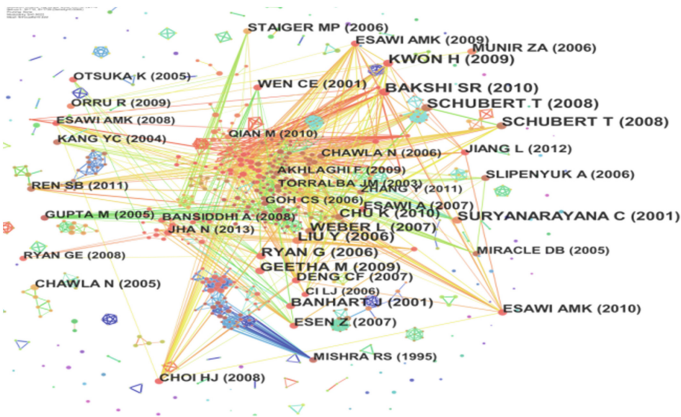 STAIGER MP (2006)
ESAWI AMK (2009)
MUNIR ZA (2006)
KWON H (2009)
OTSUKA K (2005)
WEN CE (2001)
BAKSHI SR (2010)
ORRU R (2009)
SCHUBERT T (2008)
ESAWI AMK (2008)
SCHUBERT T (2008)
QIAN M (2010)
KANG YC (2004)
CHAWLA N (2006)
JIANG L (2012)
AKHLAGHI F (2009)
SLIPENYUK A (2006)
TORRALBA JM (2003)
REN SB (2011)
ZHANG Y (2011)
GOH CS (2006)
ESAWI A (2007)
GUPTA M (2005)
BANSIDDHI A (2008)
CHU K (2010)
SURYANARAYANA C (2001)
JHA N (2013)
WEBER L (2007)
LIU Y (2006)
RYAN GE (2008)
RYAN G (2006)
MIRACLE DB (2005)
GEETHA M (2009)
DENG CF (2007)
CHAWLA N (2005)
CI LJ (2006)
BANHART J (2001)
ESAWI AMK (2010)
ESEN Z (2007)
MISHRA RS (1995)
CHOI HJ (2008)